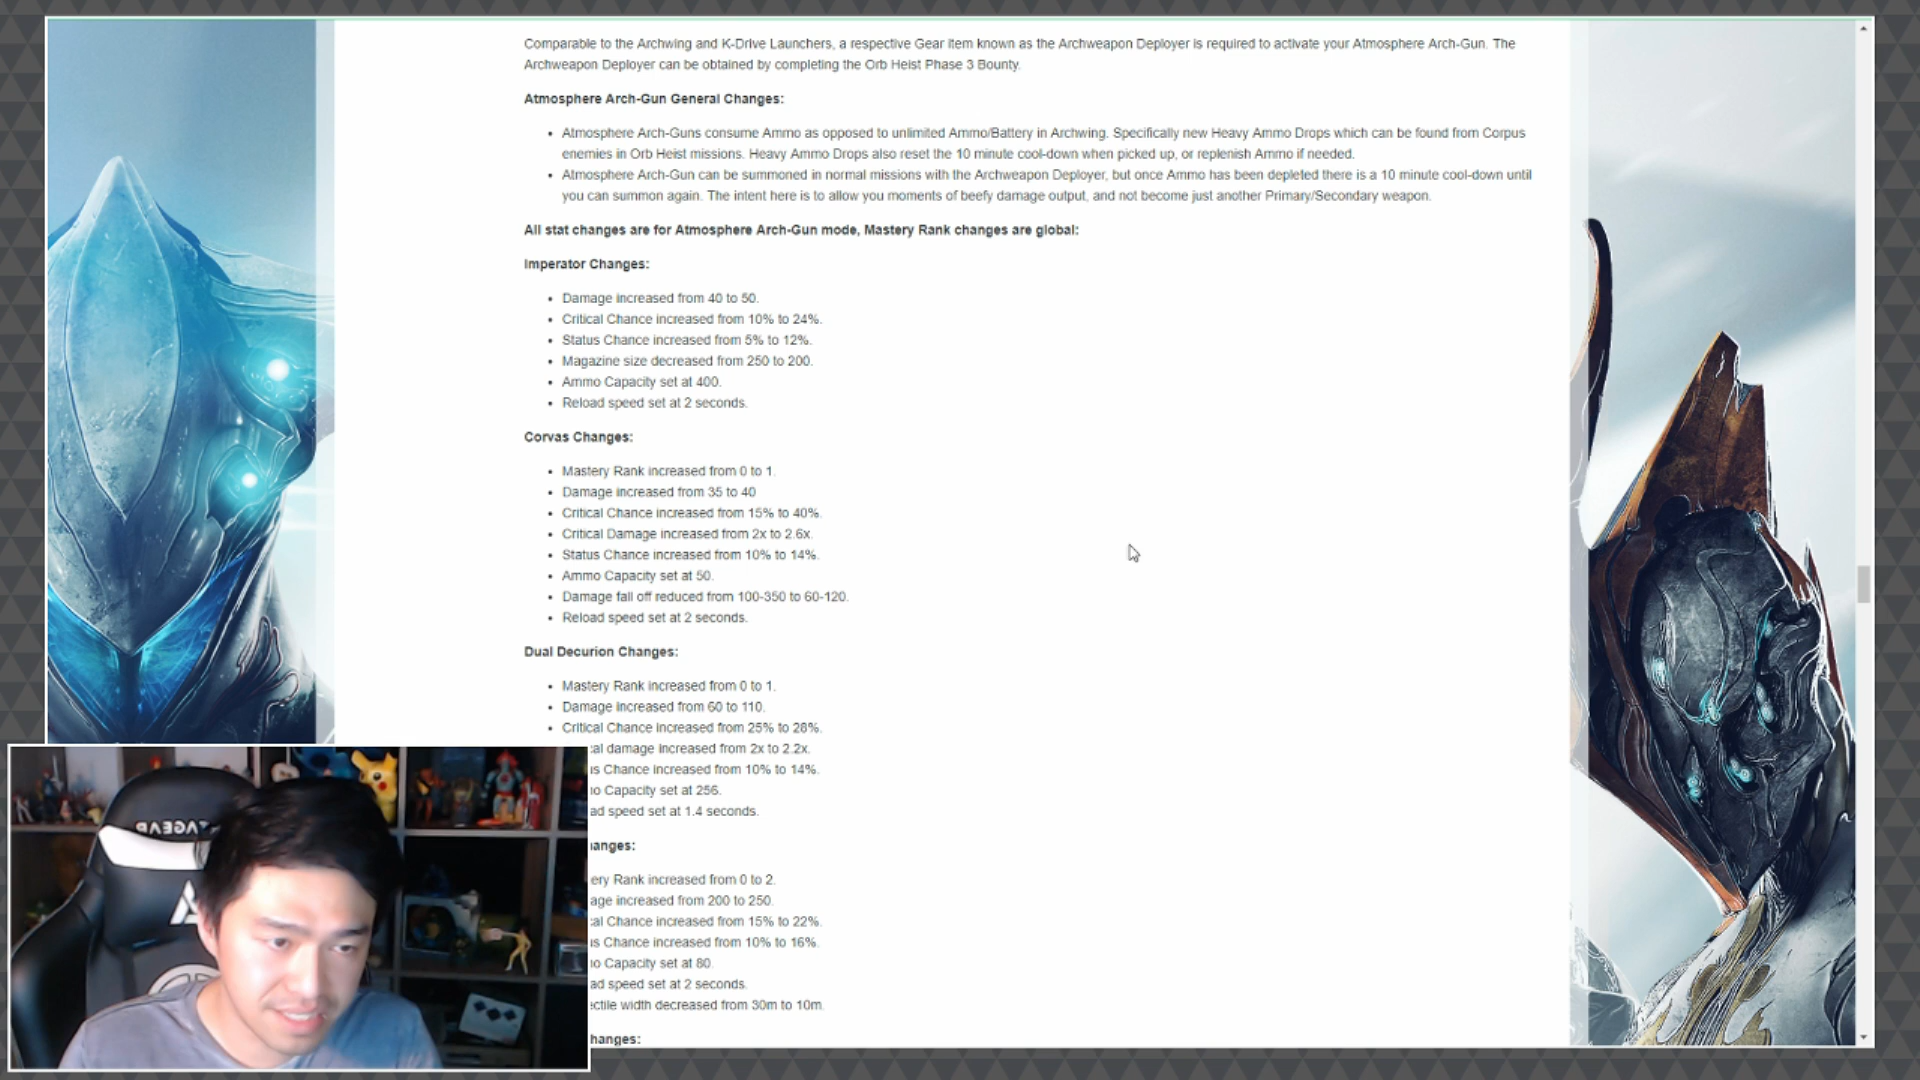 Comparable to the Archwing and K-Drive Launchers, a respective Gear item known as the Archweapon Deployer is required to activate your Atmosphere Arch-Gun. The
Archweapon Deployer can be obtained by completing the Orb Heist Phase 3 Bounty.
Atmosphere Arch-Gun General Changes:
• Atmosphere Arch-Guns consume Ammo as opposed to unlimited Ammo/Battery in Archwing. Specifically new Heavy Ammo Drops which can be found from Corpus
enemies in Orb Heist missions. Heavy Ammo Drops also reset the 10 minute cool-down when picked up, or replenish Ammo if needed.
• Atmosphere Arch-Gun can be summoned in normal missions with the Archweapon Deployer, but once Ammo has been depleted there is a 10 minute cool-down until
you can summon again. The intent here is to allow you moments of beefy damage output, and not become just another Primary/Secondary weapon.
All stat changes are for Atmosphere Arch-Gun mode, Mastery Rank changes are global:
Imperator Changes:
• Damage increased from 40 to 50.
• Critical Chance increased from 10% to 24%.
• Status Chance increased from 5% to 12%.
• Magazine size decreased from 250 to 200.
• Ammo Capacity set at 400.
• Reload speed set at 2 seconds.
Corvas Changes:
• Mastery Rank increased from 0 to 1.
• Damage increased from 35 to 40
• Critical Chance increased from 15% to 40%.
• Critical Damage increased from 2x to 2.6x.
• Status Chance increased from 10% to 14%.
• Ammo Capacity set at 50.
• Damage fall off reduced from 100-350 to 60-120.
• Reload speed set at 2 seconds.
Dual Decurion Changes:
• Mastery Rank increased from 0 to 1.
• Damage increased from 60 to 110.
• Critical Chance increased from 25% to 28%.
al damage increased from 2x to 2.2x.
s Chance increased from 10% to 14%.
o Capacity set at 256.
ad speed set at 1.4 seconds.
anges:
ery Rank increased from 0 to 2.
age increased from 200 to 250.
al Chance increased from 15% to 22%.
s Chance increased from 10% to 16%.
o Capacity set at 80.
ad speed set at 2 seconds.
ectile width decreased from 30m to 10m.
hanges: